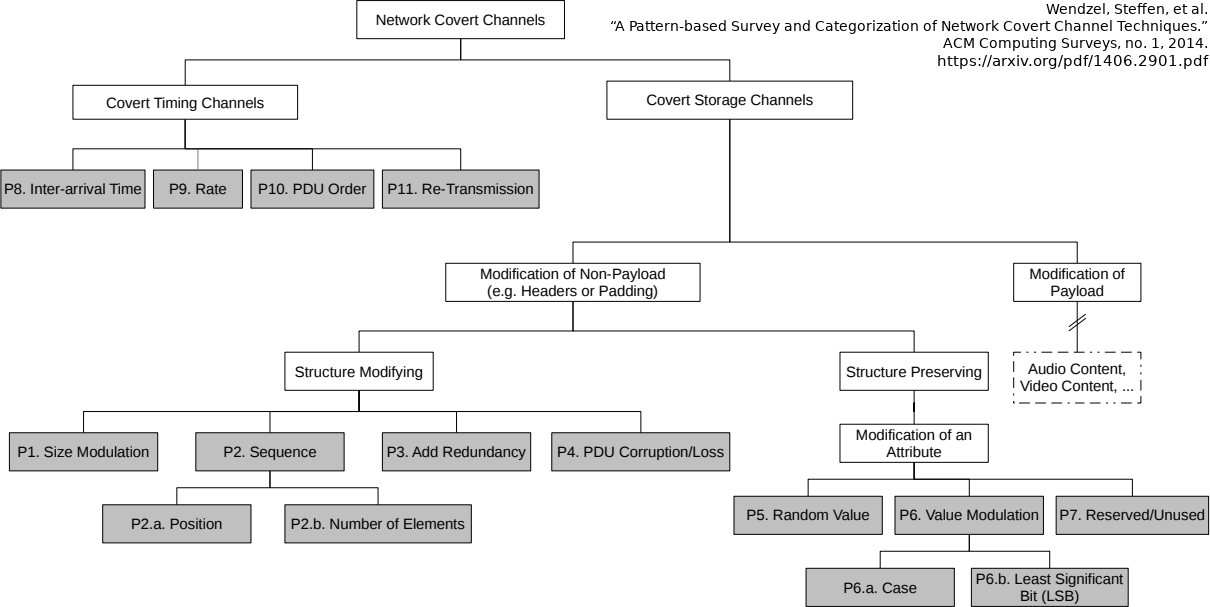 Network Covert Channels
Wendzel, Steffen, et al.
“A Pattern-based Survey and Categorization of Network Covert Channel Techniques.”
ACM Computing Surveys, no. 1, 2014.
https://arxiv.org/pdf/1406.2901.pdf
Covert Timing Channels
Covert Storage Channels
P8. Inter-arrival Time
P9. Rate
P10. PDU Order
P11. Re-Transmission
Modification of Non-Payload
(e.g. Headers or Padding)
Modification of
Payload
Structure Modifying
Structure Preserving
Audio Content,
Video Content, ...
P1. Size Modulation
P2. Sequence
P3. Add Redundancy
P4. PDU Corruption/Loss
Modification of an
Attribute
P2.a. Position
P2.b. Number of Elements
P5. Random Value
P6. Value Modulation
P7. Reserved/Unused
P6.a. Case
P6.b. Least Significant
Bit (LSB)